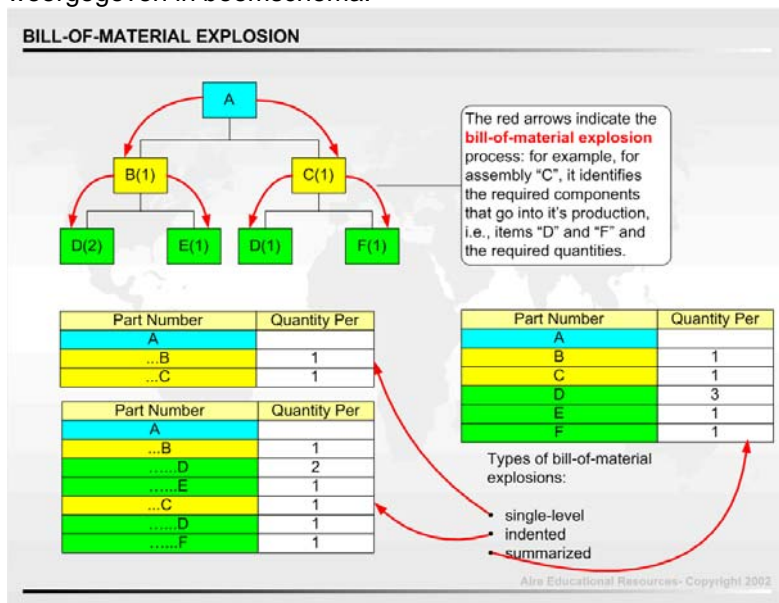 weergegeven in boomschema.
BILL-OF-MATERIAL EXPLOSION
A
B(1)
C(1)
D(2)
E(1)
D(1)
F(1)
The red arrows indicate the
bill-of-material explosion
process: for example, for
assembly “C”, it identifies
the required components
that go into it’s production,
i.e., items “D” and “F” and
the required quantities.
Part Number Quantity Per
A
...B 1
...C 1
Part Number Quantity Per
A
...B 1
......D 2
......E 1
...C 1
......D 1
......F 1
Part Number Quantity Per
A
B 1
C 1
D 3
E 1
F 1
Types of bill-of-material
explosions:
• single-level
• indented
• summarized
Aire Educational Resources- Copyright 2002